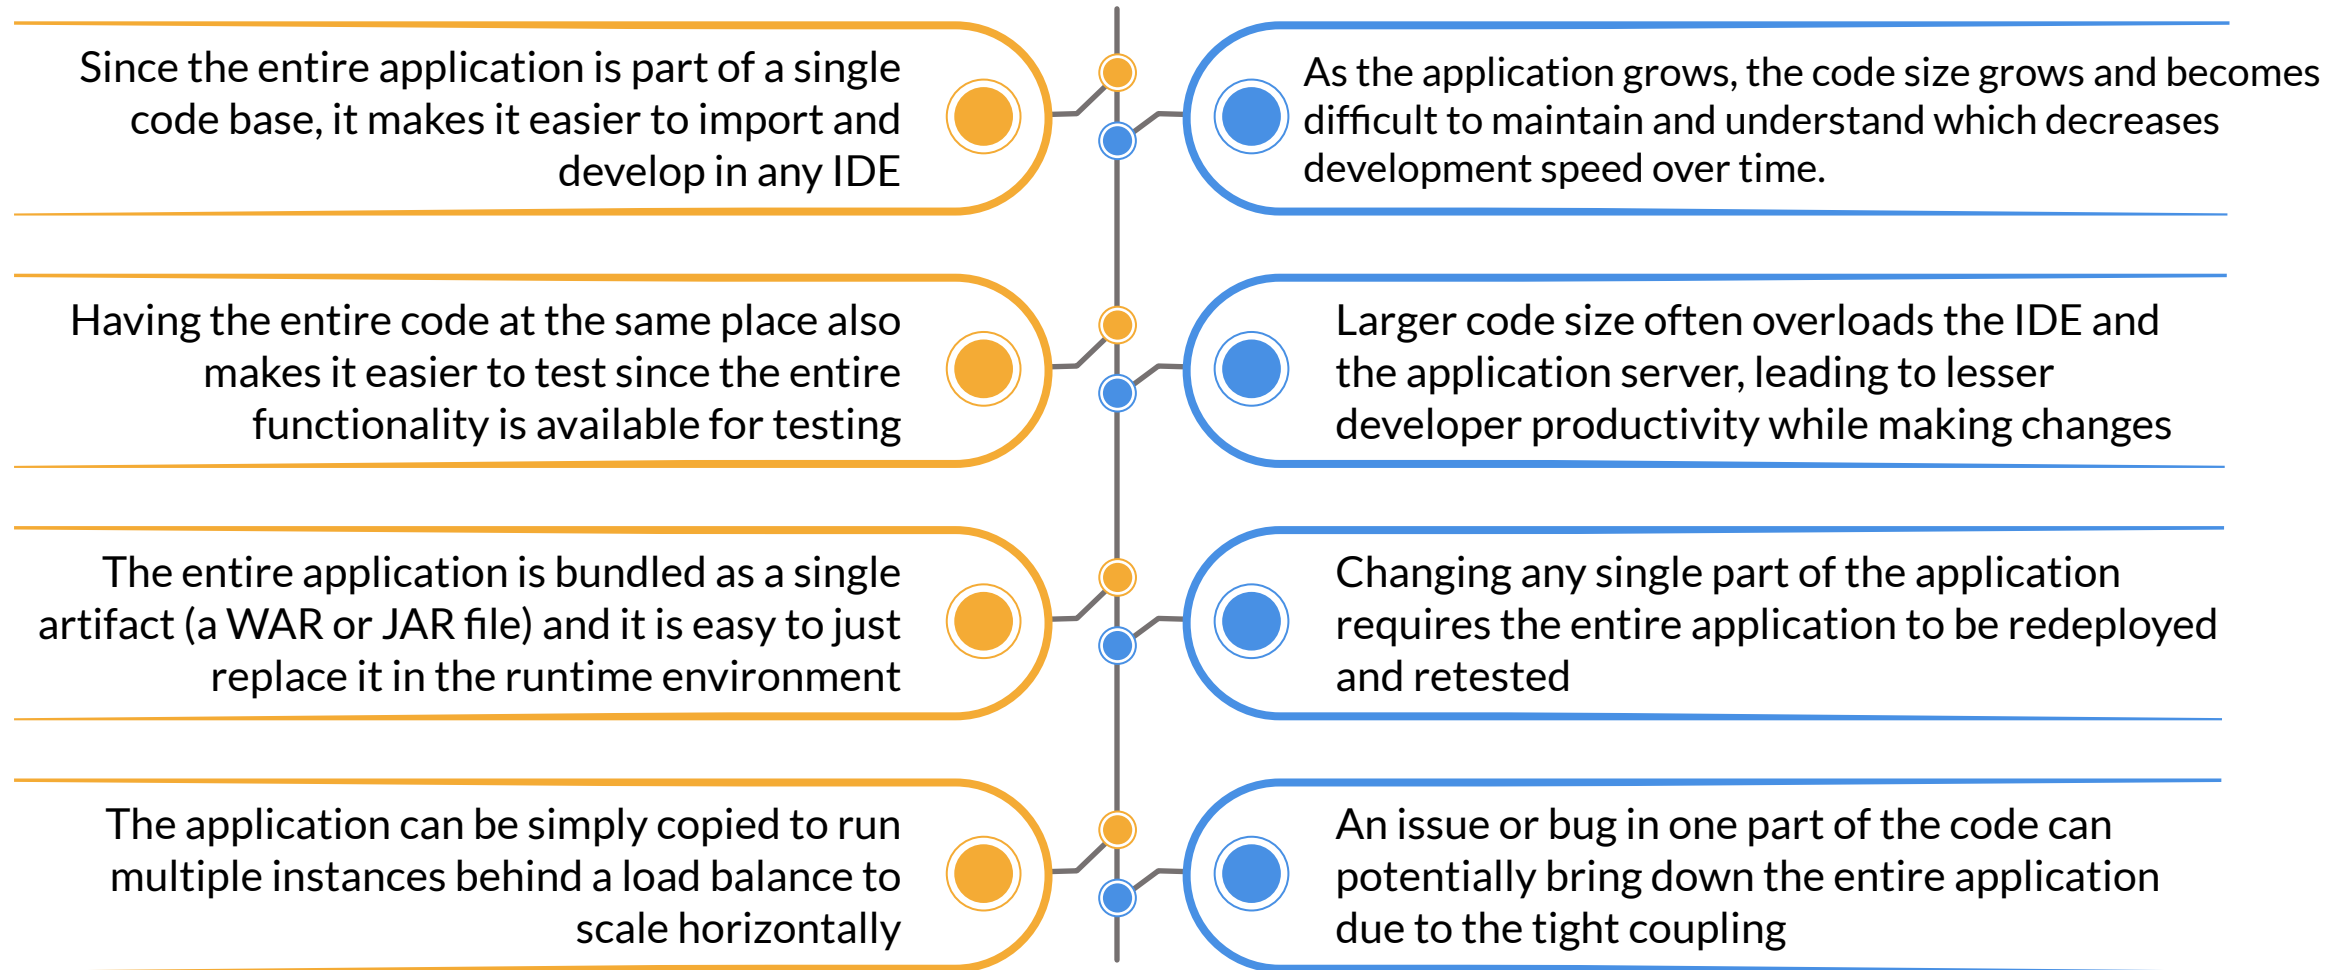 Since the entire application is part of a single
code base, it makes it easier to import and
develop in any IDE
As the application grows, the code size grows and becomes
difficult to maintain and understand which decreases
development speed over time.
Having the entire code at the same place also
makes it easier to test since the entire
functionality is available for testing
Larger code size often overloads the IDE and
the application server, leading to lesser
developer productivity while making changes
The entire application is bundled as a single
artifact (a WAR or JAR file) and it is easy to just
replace it in the runtime environment
Changing any single part of the application
requires the entire application to be redeployed
and retested
The application can be simply copied to run
multiple instances behind a load balance to
scale horizontally
An issue or bug in one part of the code can
potentially bring down the entire application
due to the tight coupling